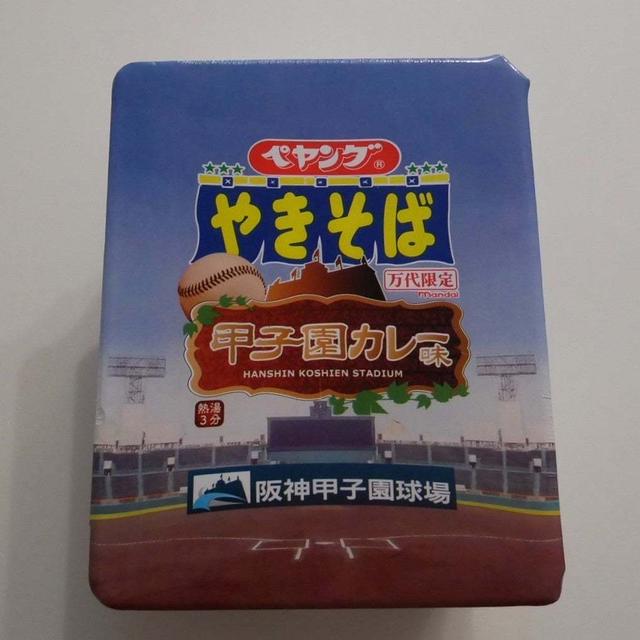 ペヤング®
やきそば
万代限定
mandai
甲子園カレー味
HANSHIN KOSHIEN STADIUM
熱湯
3分
阪神甲子園球場